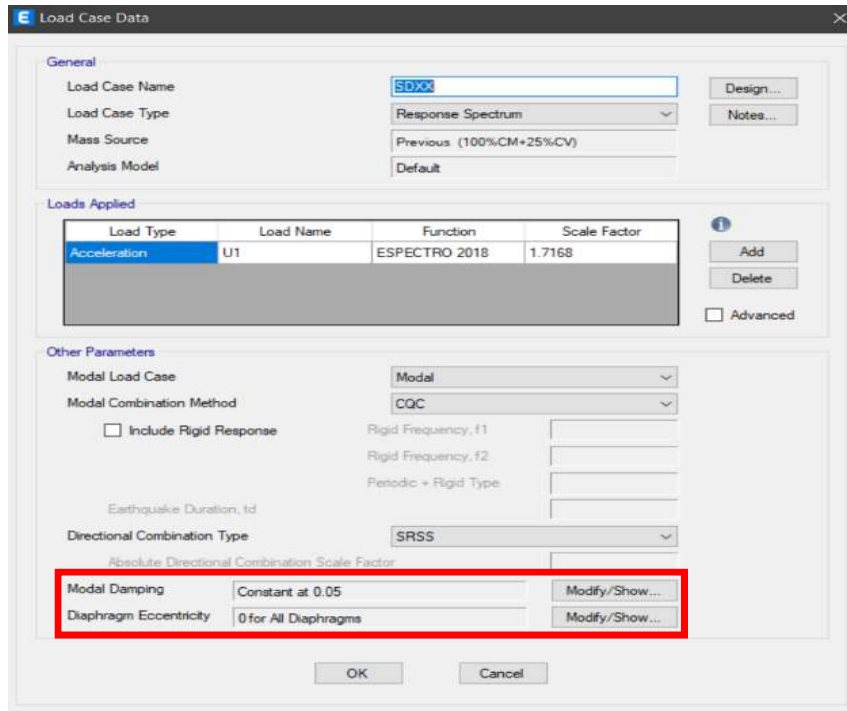 E Load Case Data
General
Load Case Name SDXX Design...
Load Case Type Response Spectrum Notes...
Mass Source Previous (100%CM+25%CV)
Analysis Model Default
Loads Applied
Load Type Load Name Function Scale Factor
Acceleration U1 ESPECTRO 2018 1.7168 Add
Delete
Advanced
Other Parameters
Modal Load Case Modal
Modal Combination Method CQC
Include Rigid Response Rigid Frequency, f1
Rigid Frequency, f2
Periodic + Rigid Type
Earthquake Duration, td
Directional Combination Type SRSS
Absolute Directional Combination Scale Factor
Modal Damping Constant at 0.05 Modify/Show...
Diaphragm Eccentricity 0 for All Diaphragms Modify/Show...
OK Cancel